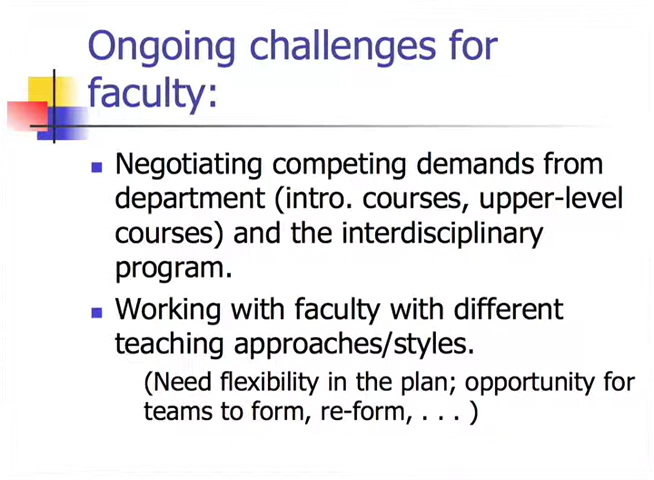 Ongoing challenges for
faculty:
Negotiating competing demands from
department (intro. courses, upper-level
courses) and the interdisciplinary
program.
Working with faculty with different
teaching approaches/styles.
(Need flexibility in the plan; opportunity for
teams to form, re-form, . . . )